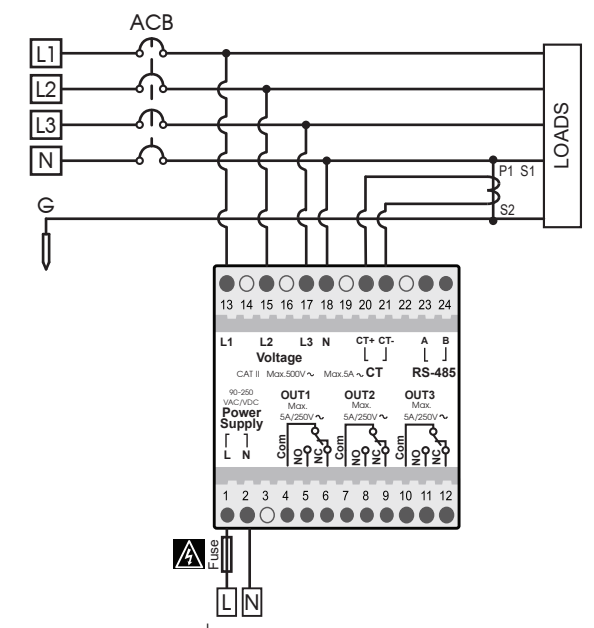 ACB
L1
L2
L3
N
G
LOADS
P1 S1
S2
13 14 15 16 17 18 19 20 21 22 23 24
L1 L2 L3 N CT+ CT- A B
Voltage
CAT II Max.500V~ Max.5A~ CT RS-485
90-250
VAC/VDC
Power
Supply
L N
OUT1
Max.
5A/250V~
Com
NO
NC
OUT2
Max.
5A/250V~
Com
NO
NC
OUT3
Max.
5A/250V~
Com
NO
NC
1 2 3 4 5 6 7 8 9 10 11 12
Fuse
L N